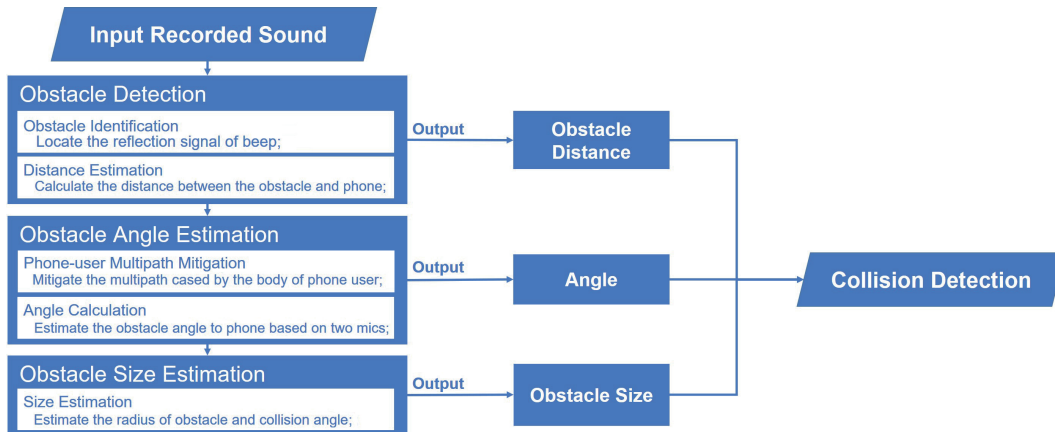 Input Recorded Sound
Obstacle Detection
Obstacle Identification
Locate the reflection signal of beep;
Distance Estimation
Calculate the distance between the obstacle and phone;
Output
Obstacle
Distance
Obstacle Angle Estimation
Phone-user Multipath Mitigation
Mitigate the multipath cased by the body of phone user;
Angle Calculation
Estimate the obstacle angle to phone based on two mics;
Output
Angle
Collision Detection
Obstacle Size Estimation
Size Estimation
Estimate the radius of obstacle and collision angle;
Output
Obstacle Size